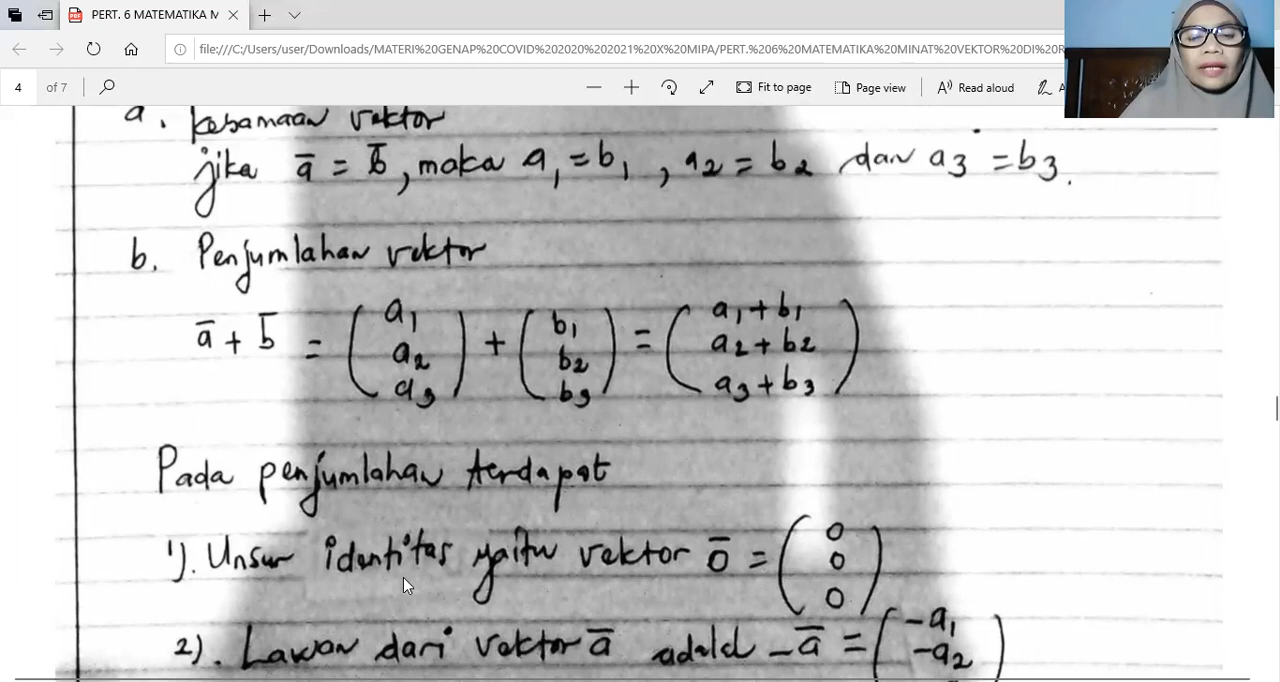 PERT. 6 MATEMATIKA M
file:///C:/Users/user/Downloads/MATERI%20GENAP%20COVID%202020%202021%20X%20MIPA/PERT.%206%20MATEMATIKA%20MINAT%20VEKTOR%20DI%20R
4 of 7 Fit to page Page view Read aloud
a. kesamaan vektor
jika a̅ = b̅, maka a₁ = b₁, a₂ = b₂ dan a₃ = b₃.
b. Penjumlahan vektor
a̅ + b̅ = (a₁ a₂ a₃) + (b₁ b₂ b₃) = (a₁ + b₁ a₂ + b₂ a₃ + b₃)
Pada penjumlahan terdapat
1). Unsur identitas yaitu vektor o̅ = (0 0 0)
2). Lawan dari vektor a̅ adalah -a̅ = (-a₁ -a₂